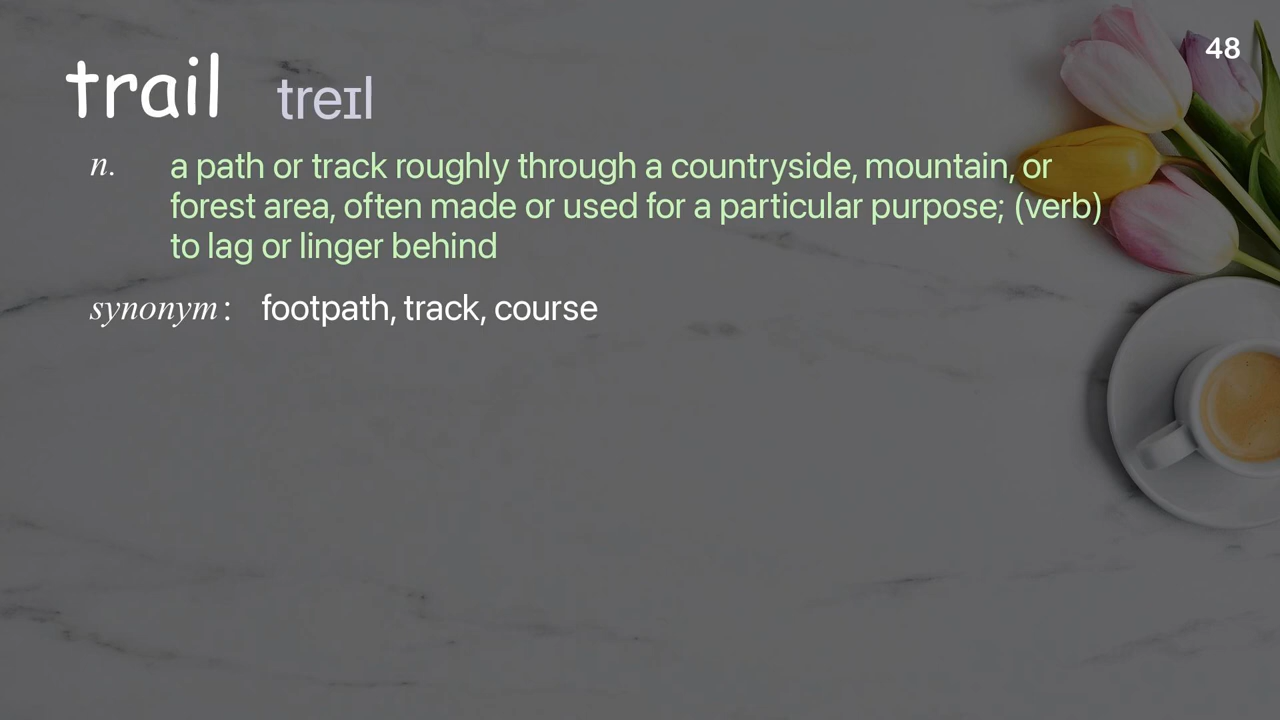 48
trail treɪl
n. a path or track roughly through a countryside, mountain, or
forest area, often made or used for a particular purpose; (verb)
to lag or linger behind
synonym: footpath, track, course